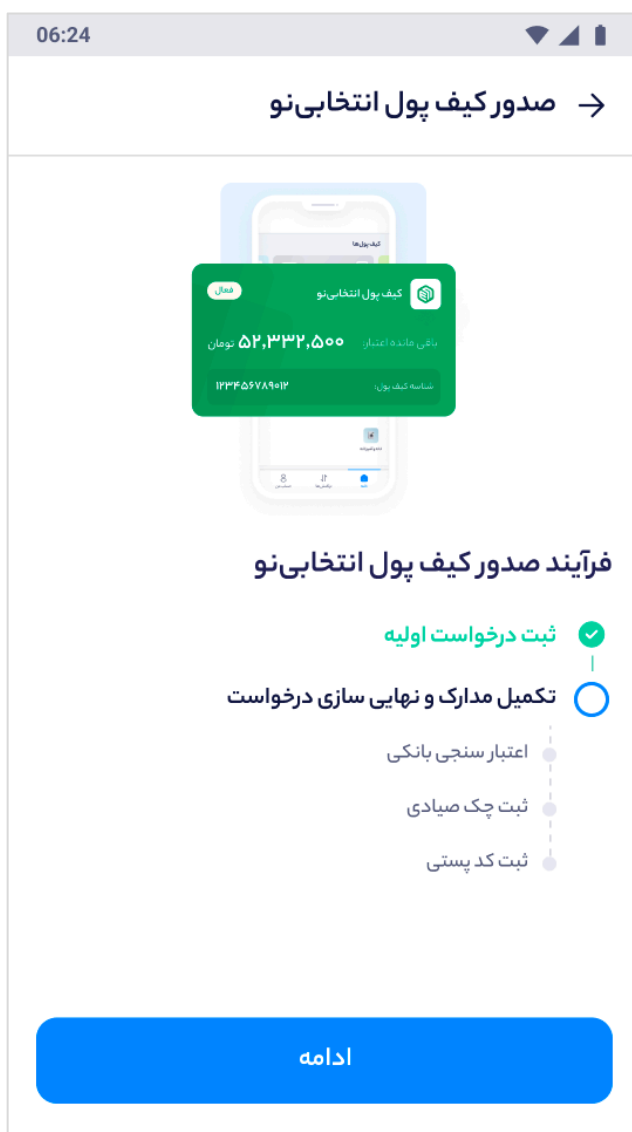 06:24
صدور کیف پول انتخابی‌نو
کیف پول‌ها
کیف پول انتخابی‌نو
فعال
باقی مانده اعتبار: ۵۲,۳۳۲,۵۰۰ تومان
شناسه کیف پول: ۱۲۳۴۵۶۷۸۹۰۱۲
فرآیند صدور کیف پول انتخابی‌نو
ثبت درخواست اولیه
تکمیل مدارک و نهایی سازی درخواست
اعتبار سنجی بانکی
ثبت چک صیادی
ثبت کد پستی
ادامه